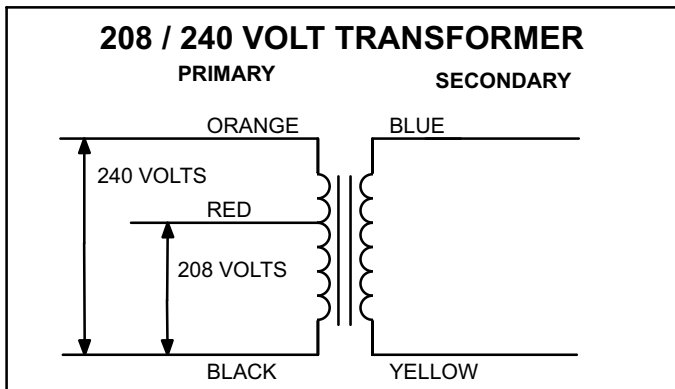 208 / 240 VOLT TRANSFORMER
PRIMARY
SECONDARY
ORANGE
BLUE
240 VOLTS
RED
208 VOLTS
BLACK
YELLOW